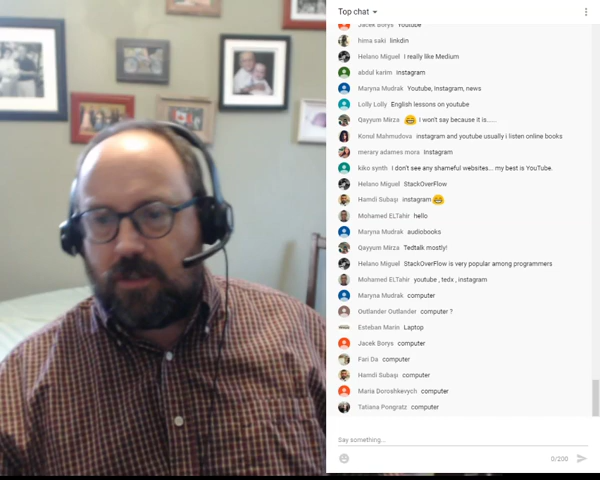 Top chat
Jacek Borys Youtube
hima saki linkdin
Helano Miguel I really like Medium
abdul karim Instagram
Maryna Mudrak Youtube, Instagram, news
Lolly Lolly English lessons on youtube
Qayyum Mirza 😂 I won't say because it is......
Konul Mahmudova instagram and youtube usually i listen online books
merary adames mora Instagram
kiko synth I don't see any shameful websites... my best is YouTube.
Helano Miguel StackOverFlow
Hamdi Subaşı instagram 😂
Mohamed ELTahir hello
Maryna Mudrak audiobooks
Qayyum Mirza Tedtalk mostly!
Helano Miguel StackOverFlow is very popular among programmers
Mohamed ELTahir youtube , tedx , instagram
Maryna Mudrak computer
Outlander Outlander computer ?
Esteban Marin Laptop
Jacek Borys computer
Fari Da computer
Hamdi Subaşı computer
Maria Doroshkevych computer
Tatiana Pongratz computer
Say something...
0/200